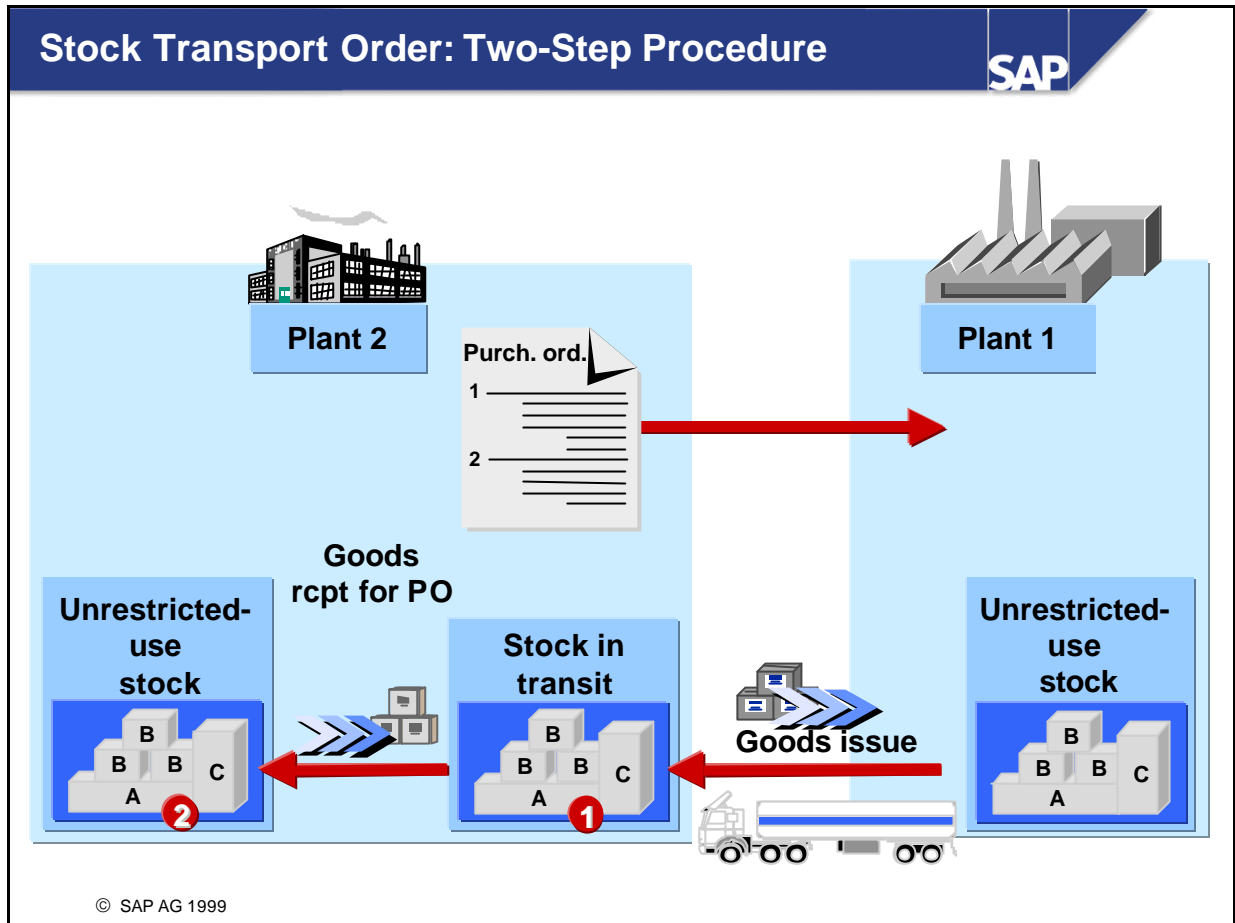 Stock Transport Order: Two-Step Procedure
SAP
Plant 2
Plant 1
Purch. ord.
1
2
Goods
rcpt for PO
Unrestricted-
use
stock
Stock in
transit
Unrestricted-
use
stock
Goods issue
B
B B C
A
2
B
B B C
A
1
B
B B C
A
© SAP AG 1999